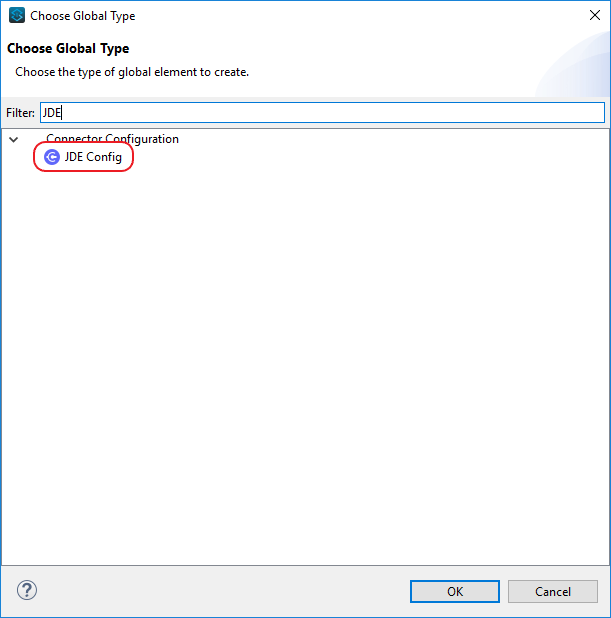 Choose Global Type
Choose Global Type
Choose the type of global element to create.
Filter: JDE
Connector Configuration
JDE Config
OK Cancel